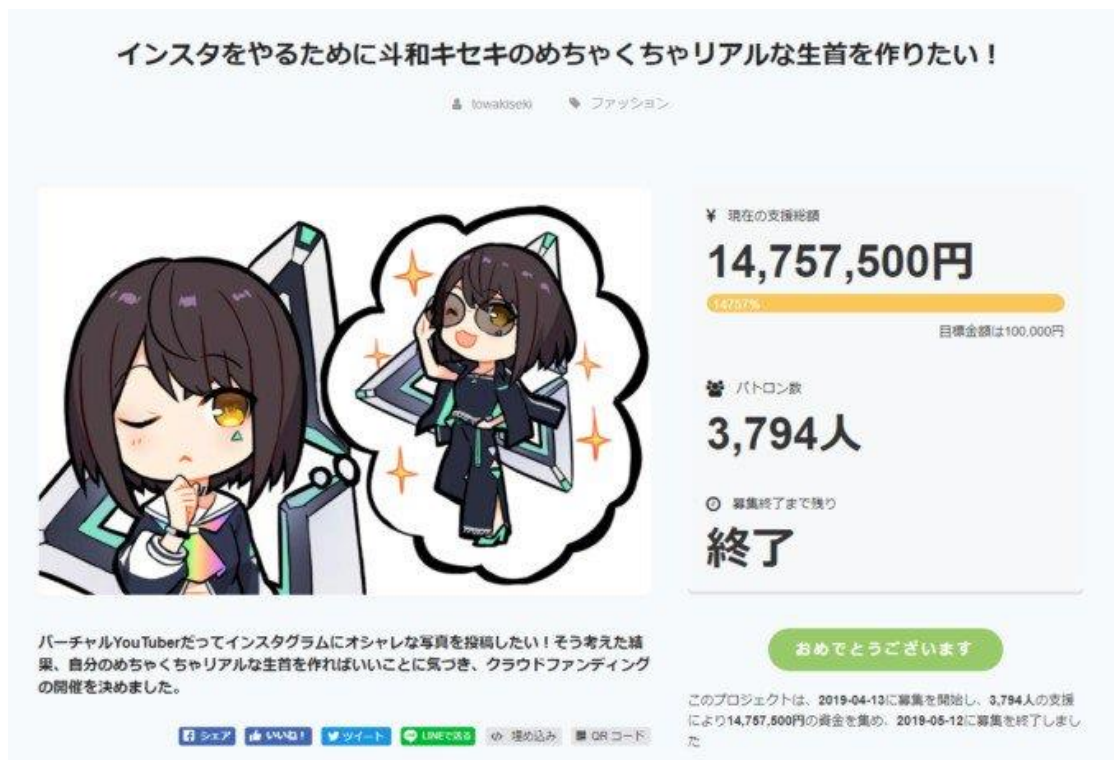 インスタをやるために斗和キセキのめちゃくちゃリアルな生首を作りたい！
towakiseki ファッション
¥ 現在の支援総額
14,757,500円
14757%
目標金額は100,000円
パトロン数
3,794人
募集終了まで残り
終了
バーチャルYouTuberだってインスタグラムにオシャレな写真を投稿したい！そう考えた結
果、自分のめちゃくちゃリアルな生首を作ればいいことに気づき、クラウドファンディング
の開催を決めました。
シェア いいね！ ツイート LINEで送る 埋め込み QRコード
おめでとうございます
このプロジェクトは、2019-04-13に募集を開始し、3,794人の支援
により14,757,500円の資金を集め、2019-05-12に募集を終了しまし
た